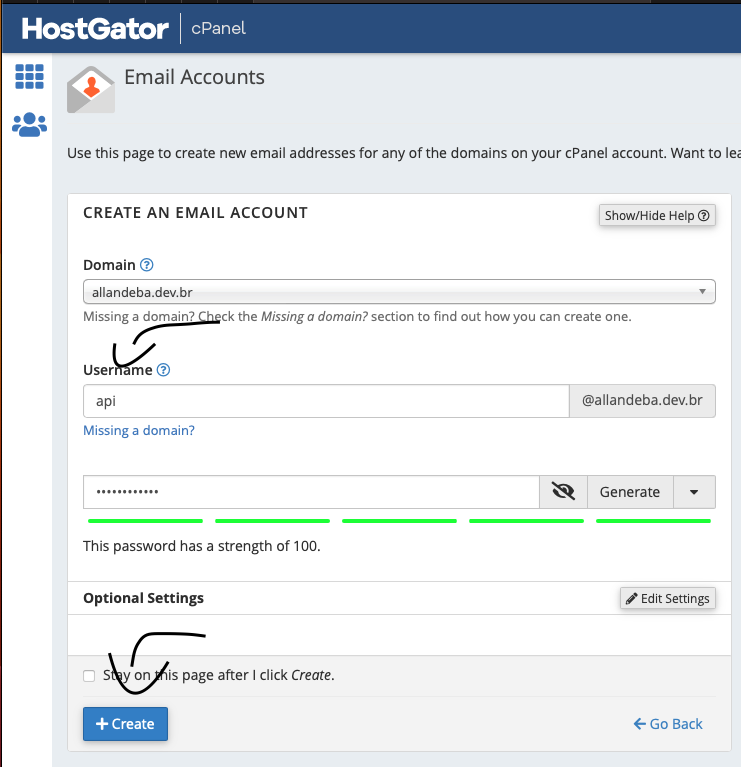 HostGator cPanel
Email Accounts
Use this page to create new email addresses for any of the domains on your cPanel account. Want to lea
CREATE AN EMAIL ACCOUNT
Show/Hide Help
Domain
allandeba.dev.br
Missing a domain? Check the Missing a domain? section to find out how you can create one.
Username
api @allandeba.dev.br
Missing a domain?
•••••••••••• Generate
This password has a strength of 100.
Optional Settings Edit Settings
Stay on this page after I click Create.
+ Create
Go Back